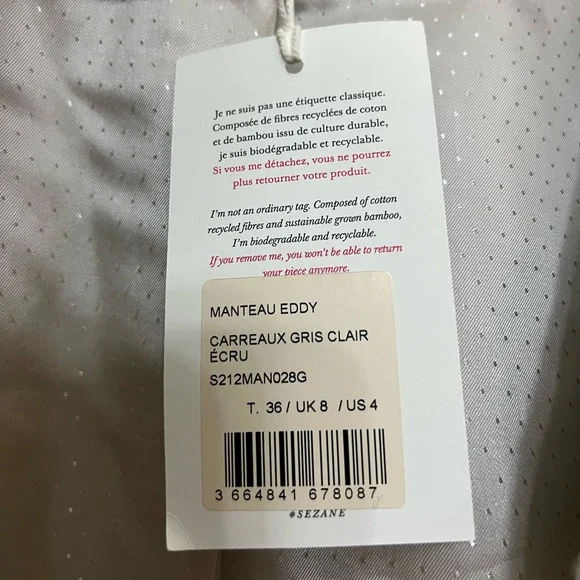 Je ne suis pas une étiquette classique.
Composée de fibres recyclées de coton
et de bambou issu de culture durable,
je suis biodégradable et recyclable.
Si vous me détachez, vous ne pourrez
plus retourner votre produit.
I'm not an ordinary tag. Composed of cotton
recycled fibres and sustainable grown bamboo,
I'm biodegradable and recyclable.
If you remove me, you won't be able to return
your piece anymore.
MANTEAU EDDY
CARREAUX GRIS CLAIR
ÉCRU
S212MAN028G
T. 36 / UK 8 / US 4
3 664841 678087
#SEZANE